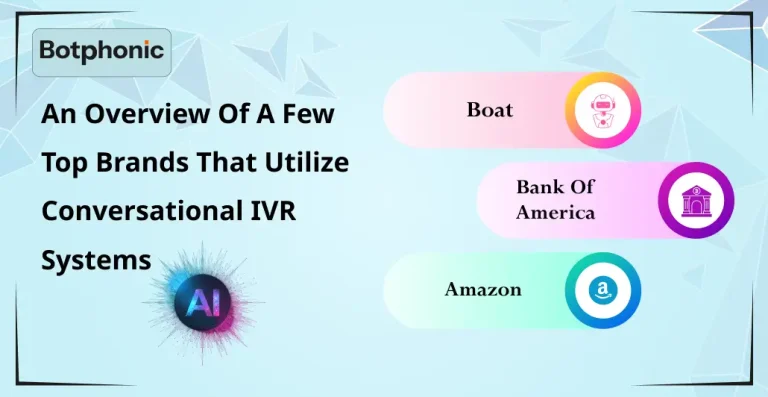 Botphonic
An Overview Of A Few
Top Brands That Utilize
Conversational IVR
Systems
AI
Boat
Bank Of
America
Amazon
a